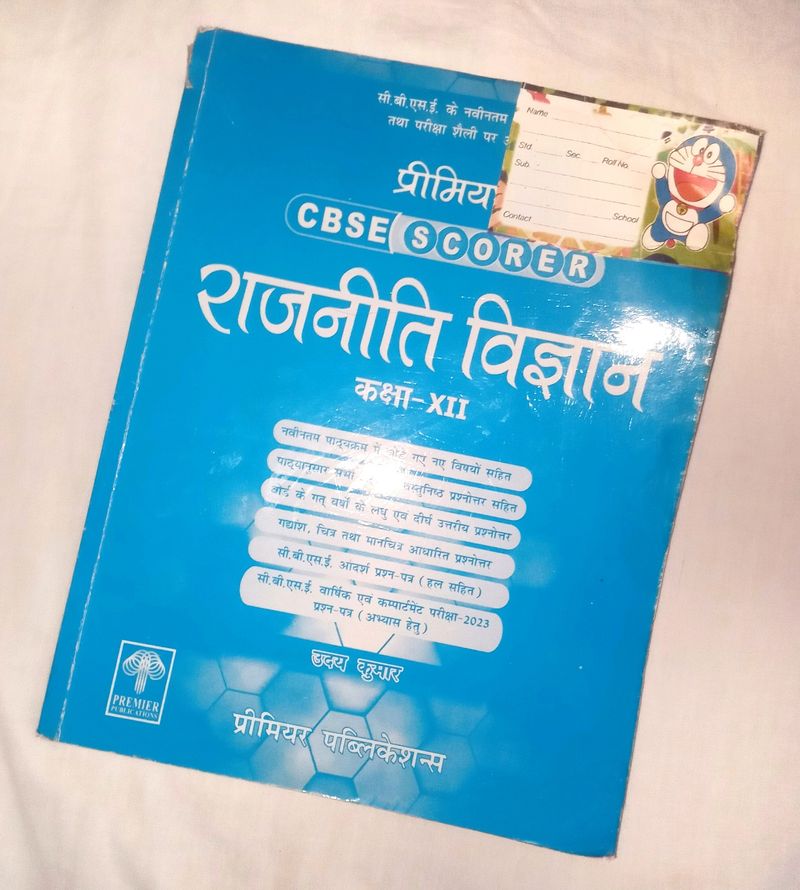 सी.बी.एस.ई. के नवीनतम
तथा परीक्षा शैली पर
Name
Std
Sec.
Roll No.
Sub.
Contact
School
प्रीमिय
CBSE SCORER
राजनीति विज्ञान
कक्षा-XII
नवीनतम पाठ्यक्रम में जोड़े गए नए विषयों सहित
पाठ्यानुसार सभी वस्तुनिष्ठ प्रश्नोत्तर सहित
बोर्ड के गत् वर्षों के लघु एवं दीर्घ उत्तरीय प्रश्नोत्तर
गद्यांश, चित्र तथा मानचित्र आधारित प्रश्नोत्तर
सी.बी.एस.ई. आंदर्श प्रश्न-पत्र (हल सहित)
सी.बी.एस.ई. वार्षिक एवं कम्पार्टमेंट परीक्षा-2023
प्रश्न-पत्र (अभ्यास हेतु)
उदय कुमार
PREMIER
PUBLICATIONS
प्रीमियर पब्लिकेशन्स